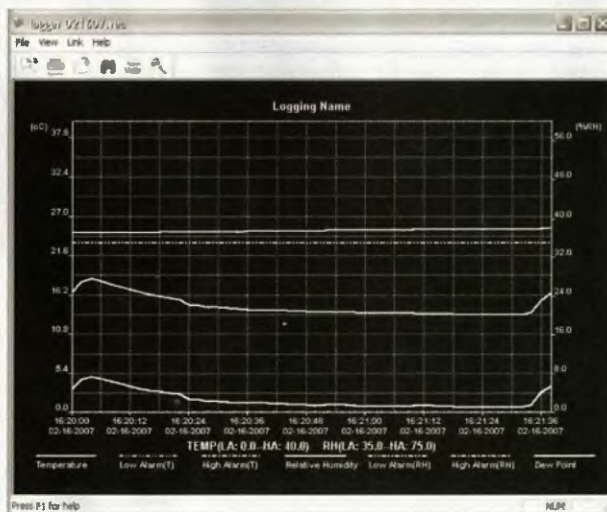 logger 021607.rec
File View Link Help
Logging Name
(oC)
(%RH)
37.8
56.0
32.4
48.0
27.0
40.0
21.6
32.0
16.2
24.0
10.8
16.0
5.4
8.0
0.0
0.0
16:20:00 16:20:12 16:20:24 16:20:36 16:20:48 16:21:00 16:21:12 16:21:24 16:21:36
02-16-2007 02-16-2007 02-16-2007 02-16-2007 02-16-2007 02-16-2007 02-16-2007 02-16-2007 02-16-2007
TEMP(LA: 0.0--HA: 40.0) RH(LA: 35.0--HA: 75.0)
Temperature Low Alarm(T) High Alarm(T) Relative Humidity Low Alarm(RH) High Alarm(RH) Dew Point
Press F1 for help
NUM